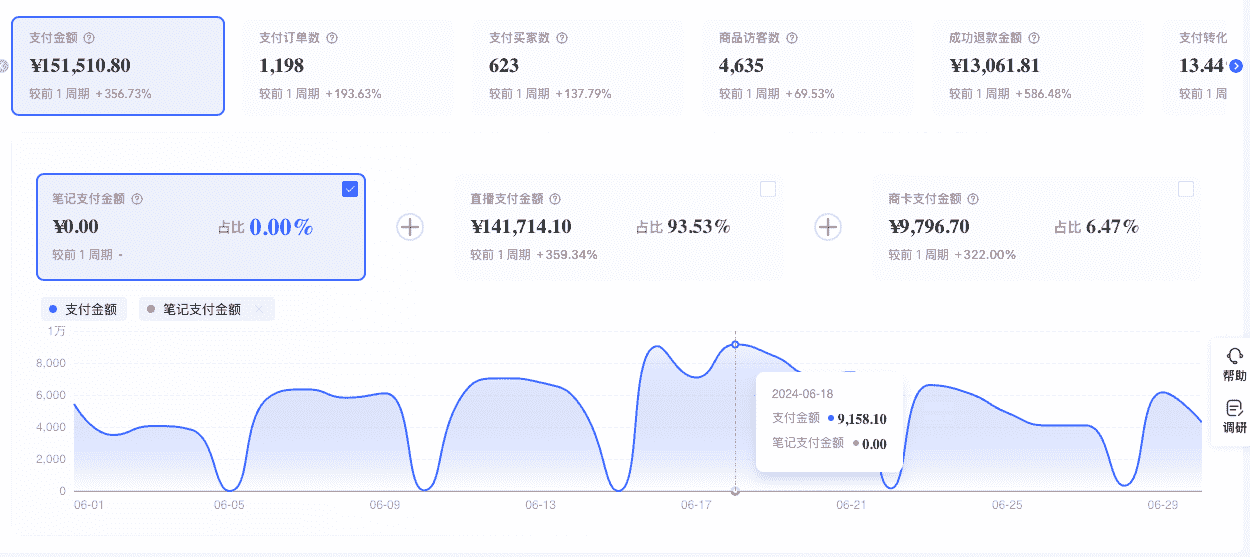 支付金额
¥151,510.80
较前 1 周期 +356.73%
支付订单数
1,198
较前 1 周期 +193.63%
支付买家数
623
较前 1 周期 +137.79%
商品访客数
4,635
较前 1 周期 +69.53%
成功退款金额
¥13,061.81
较前 1 周期 +586.48%
支付转化
13.44
较前 1 周
笔记支付金额
¥0.00 占比 0.00%
较前 1 周期 -
直播支付金额
¥141,714.10 占比 93.53%
较前 1 周期 +359.34%
商卡支付金额
¥9,796.70 占比 6.47%
较前 1 周期 +322.00%
支付金额 笔记支付金额
1万
8,000
6,000
4,000
2,000
0
06-01 06-05 06-09 06-13 06-17 06-21 06-25 06-29
2024-06-18
支付金额 9,158.10
笔记支付金额 0.00
帮助
调研